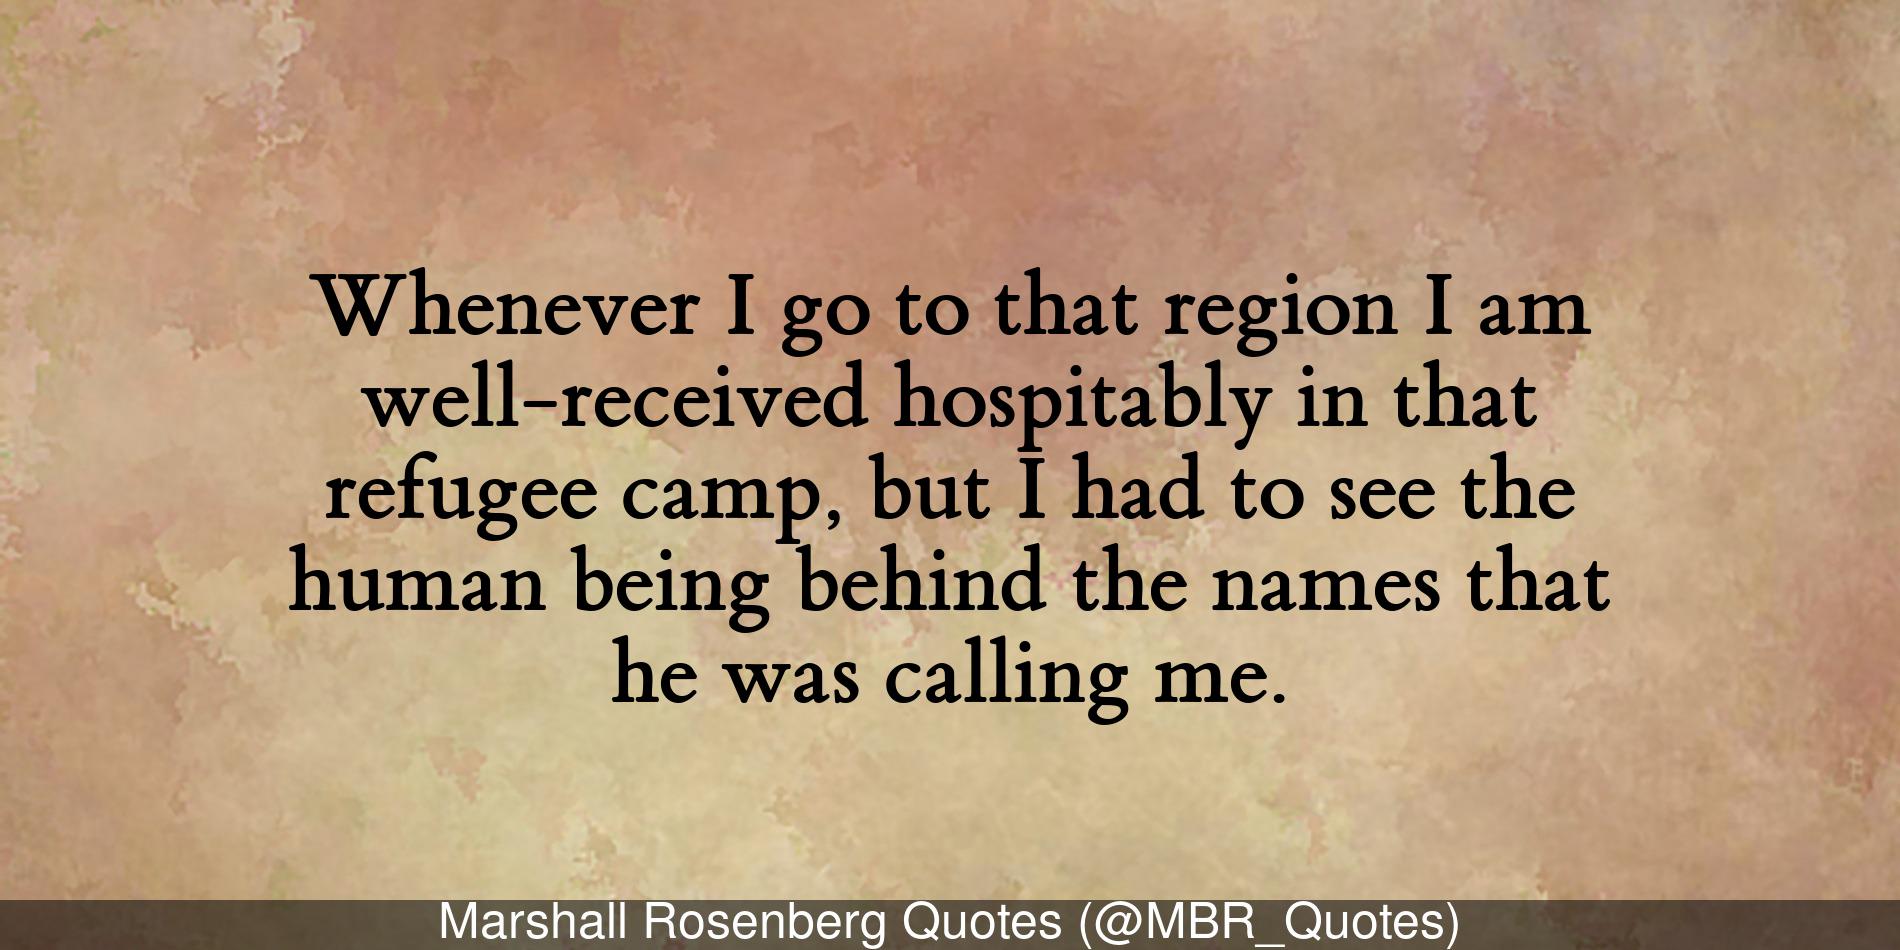 Whenever I go to that region I am
well-received hospitably in that
refugee camp, but I had to see the
human being behind the names that
he was calling me.
Marshall Rosenberg Quotes (@MBR_Quotes)